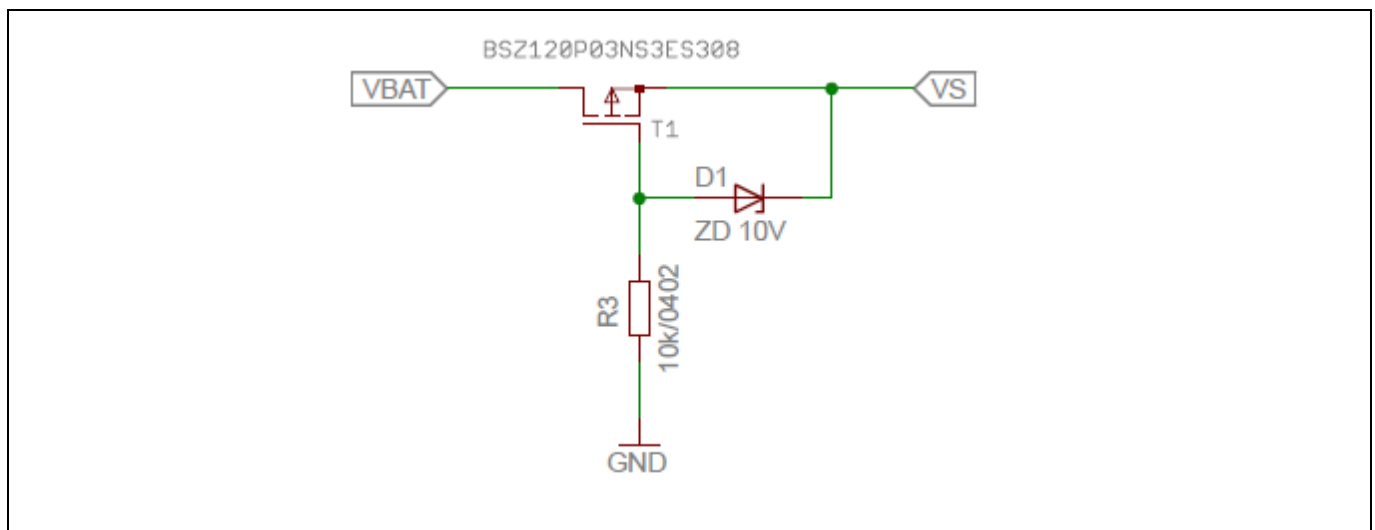 BSZ120P03NS3ES308
VBAT
VS
T1
D1
ZD 10V
R3
10k/0402
GND